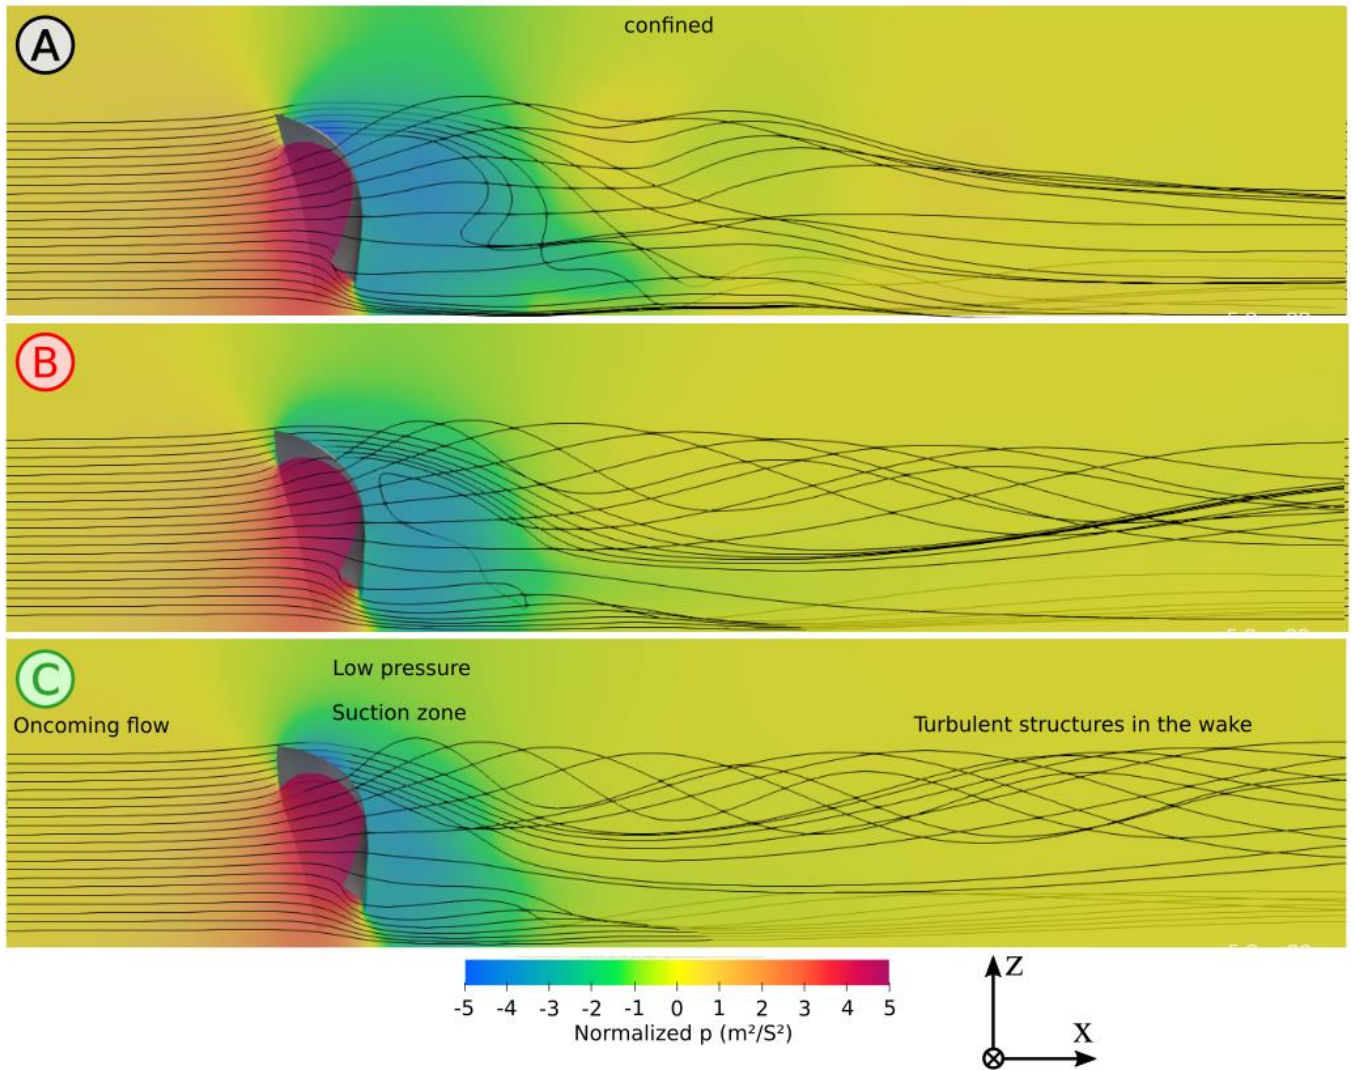 A
confined
B
C
Low pressure
Suction zone
Oncoming flow
Turbulent structures in the wake
-5 -4 -3 -2 -1 0 1 2 3 4 5
Normalized p (m²/S²)
Z
X